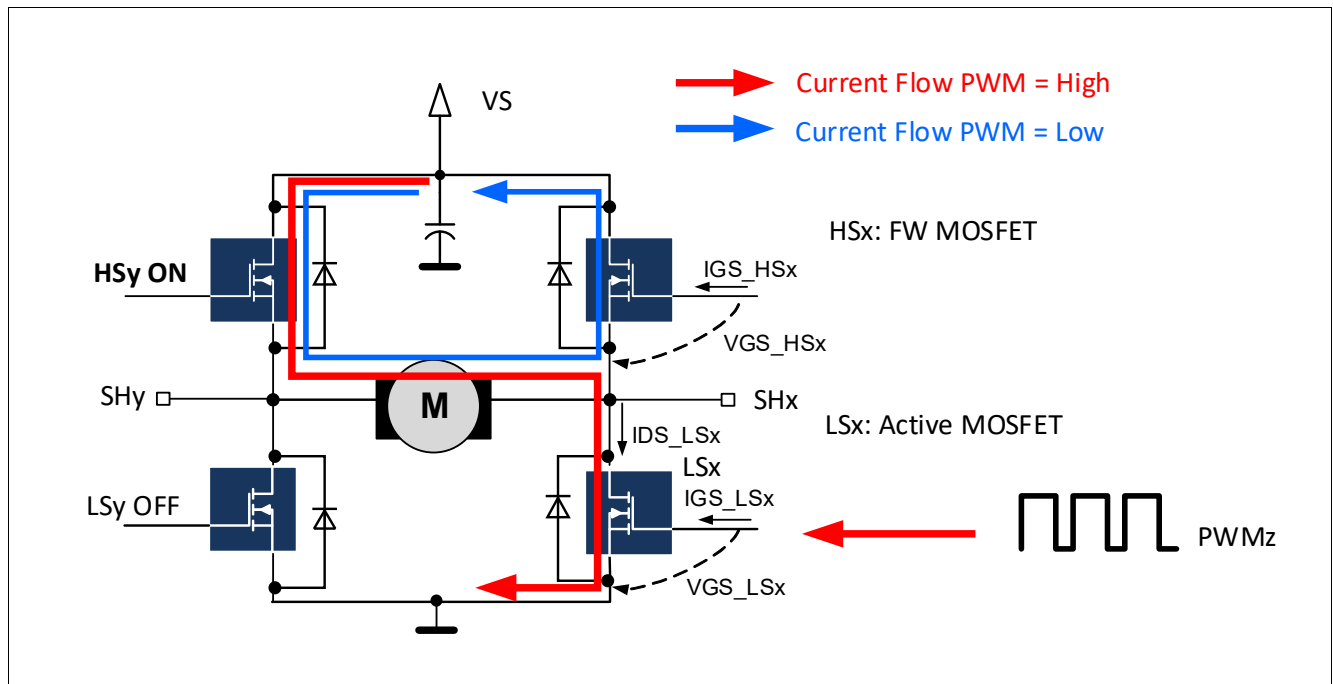 Current Flow PWM = High
VS
Current Flow PWM = Low
HSx: FW MOSFET
HSy ON
IGS_HSx
VGS_HSx
SHy
M
SHx
LSx: Active MOSFET
IDS_LSx
LSx
LSy OFF
IGS_LSx
PWMz
VGS_LSx